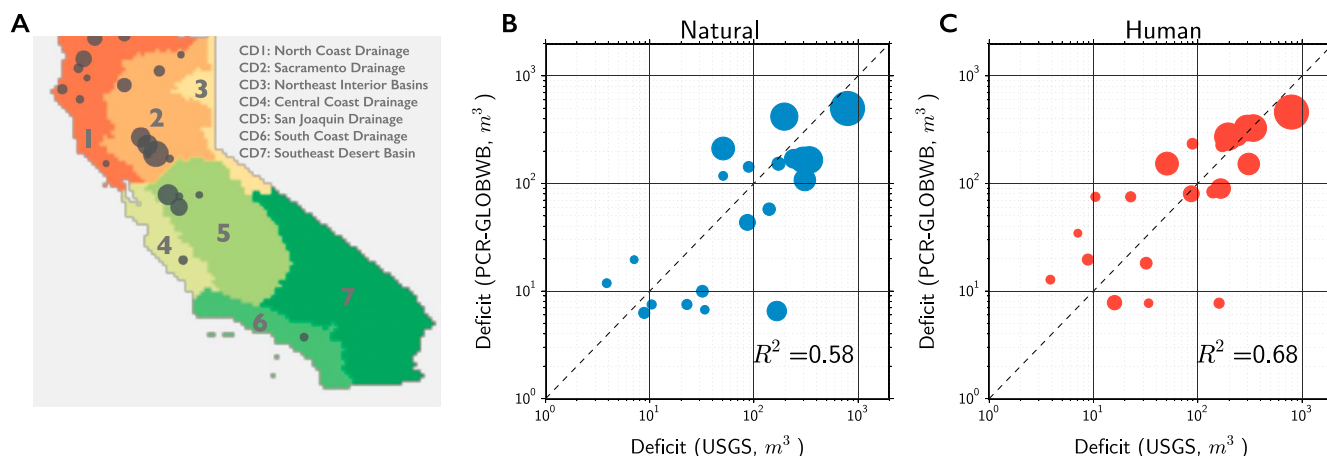 A
CD1: North Coast Drainage
CD2: Sacramento Drainage
CD3: Northeast Interior Basins
CD4: Central Coast Drainage
CD5: San Joaquin Drainage
CD6: South Coast Drainage
CD7: Southeast Desert Basin
1
2
3
4
5
6
7
B
Natural
Deficit (PCR-GLOBWB, m³)
10³
10²
10¹
10⁰
R² =0.58
10⁰ 10¹ 10² 10³
Deficit (USGS, m³)
C
Human
Deficit (PCR-GLOBWB, m³)
10³
10²
10¹
10⁰
R² =0.68
10⁰ 10¹ 10² 10³
Deficit (USGS, m³)